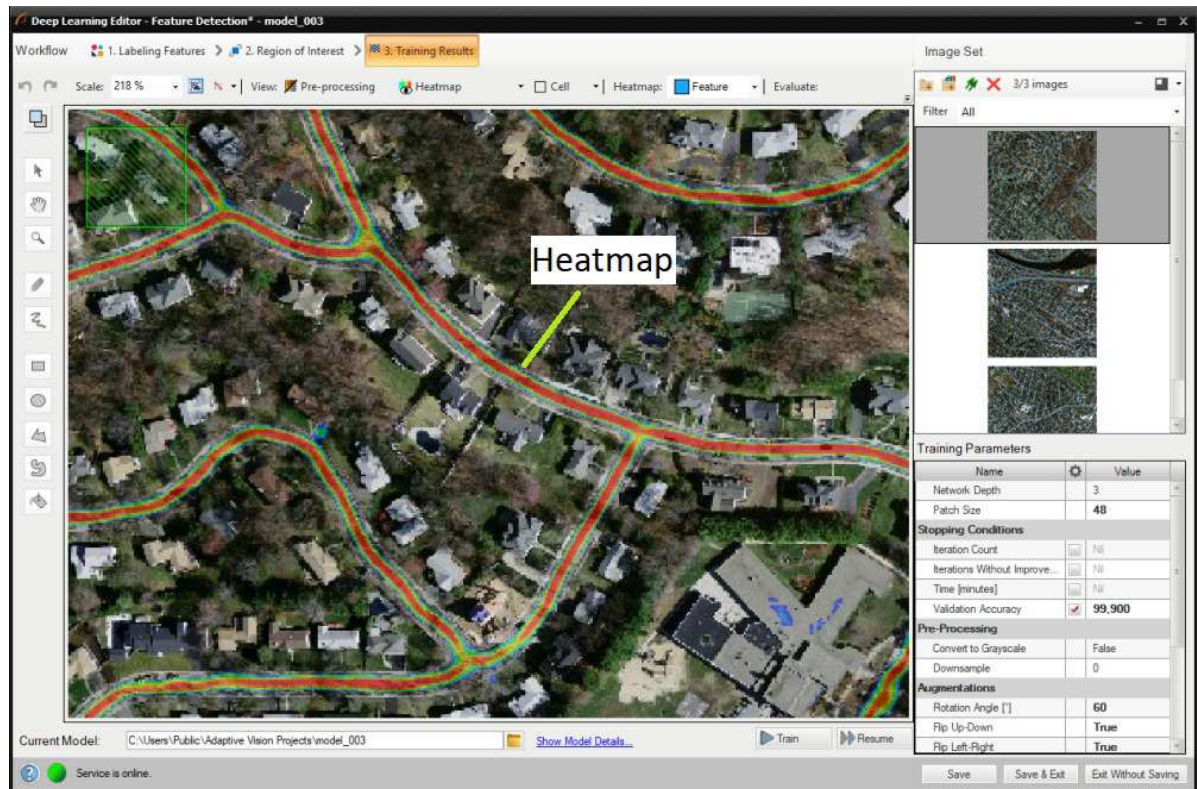 Deep Learning Editor - Feature Detection* - model_003
Workflow 1. Labeling Features 2. Region of Interest 3. Training Results
Image Set
Scale: 218 % View: Pre-processing Heatmap Cell Heatmap: Feature Evaluate:
3/3 images
Filter All
Heatmap
Training Parameters
Name Value
Network Depth 3
Patch Size 48
Stopping Conditions
Iteration Count Nil
Iterations Without Improve... Nil
Time [minutes] Nil
Validation Accuracy 99,900
Pre-Processing
Convert to Grayscale False
Downsample 0
Augmentations
Rotation Angle [°] 60
Flip Up-Down True
Flip Left-Right True
Current Model: C:\Users\Public\Adaptive Vision Projects\model_003 Show Model Details... Train Resume
Service is online.
Save Save & Exit Exit Without Saving